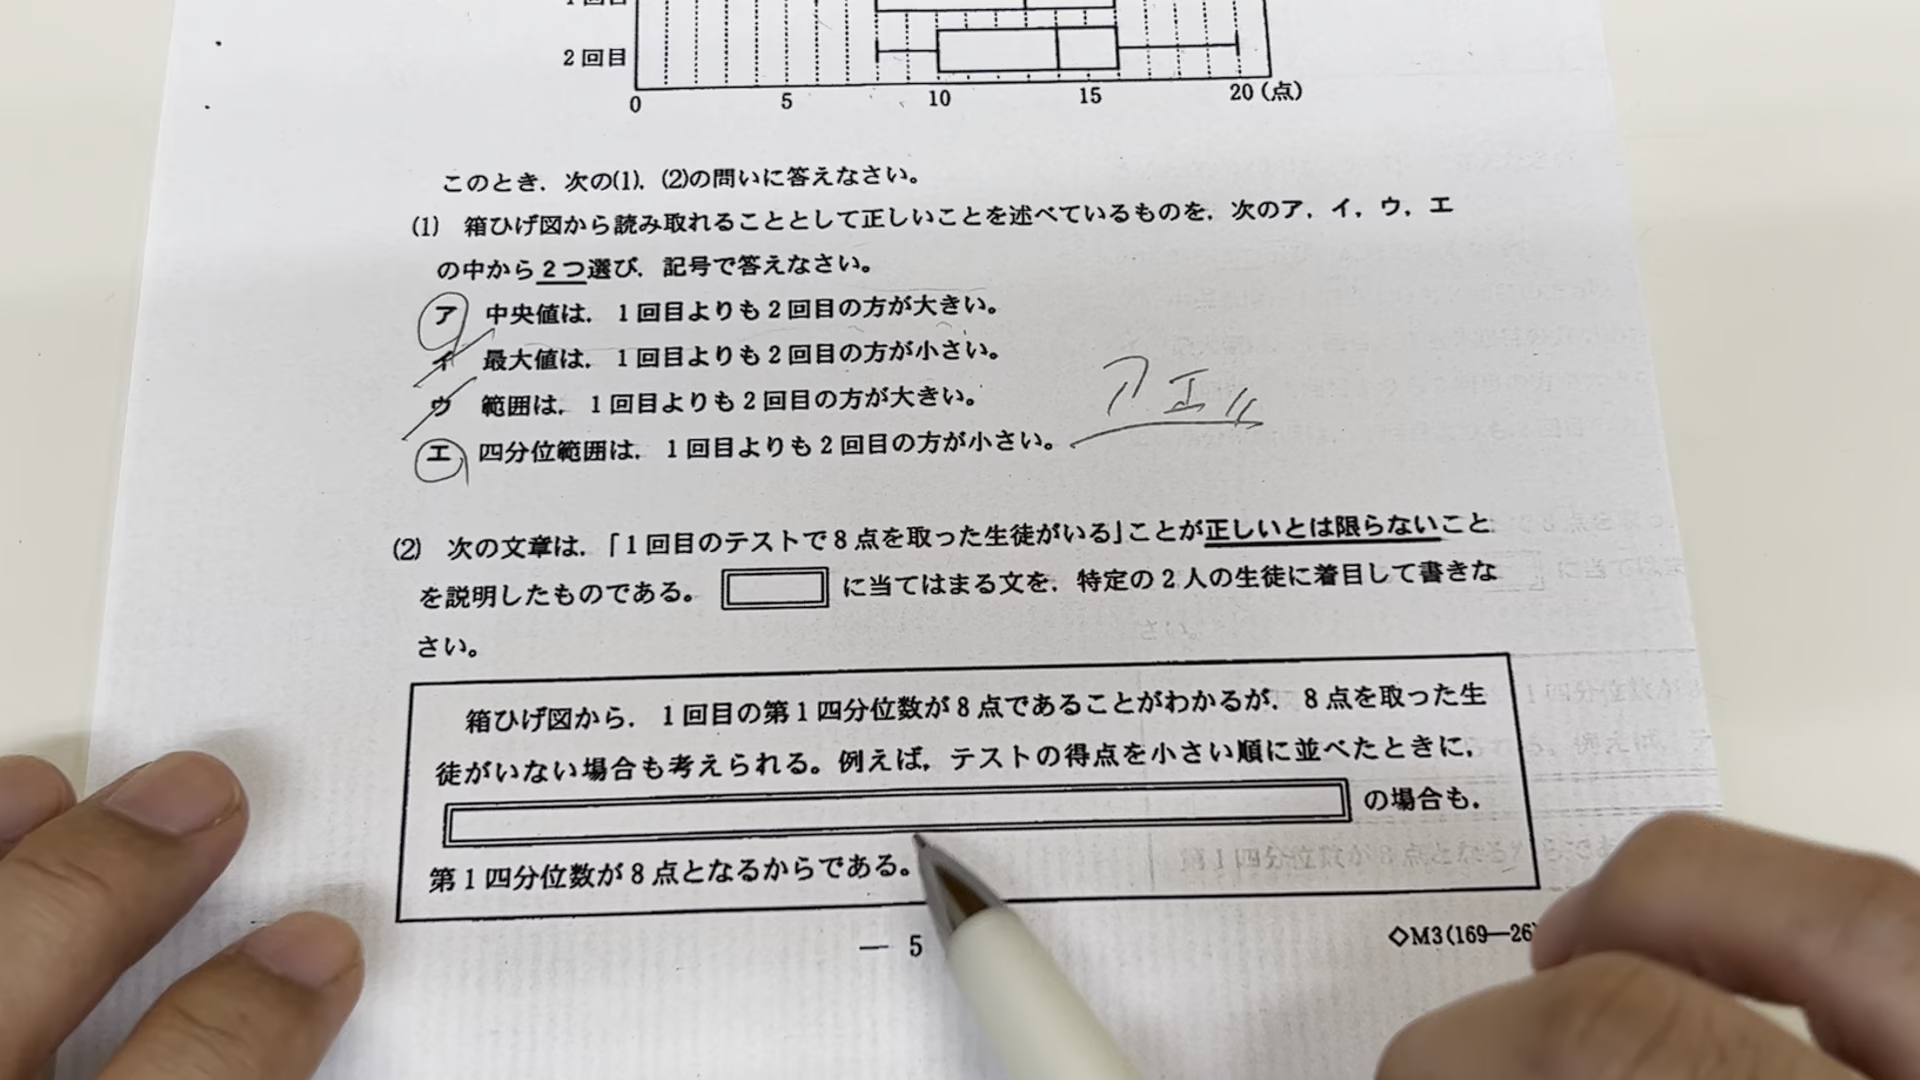 1回目
2回目
0 5 10 15 20 (点)
このとき，次の(1)，(2)の問いに答えなさい。
(1) 箱ひげ図から読み取れることとして正しいことを述べているものを，次のア，イ，ウ，エ
の中から2つ選び，記号で答えなさい。
ア 中央値は，1回目よりも2回目の方が大きい。
イ 最大値は，1回目よりも2回目の方が小さい。
ウ 範囲は，1回目よりも2回目の方が大きい。
ア エ
エ 四分位範囲は，1回目よりも2回目の方が小さい。
(2) 次の文章は，「1回目のテストで8点を取った生徒がいる」ことが正しいとは限らないこと
を説明したものである。 に当てはまる文を，特定の2人の生徒に着目して書きな
さい。
箱ひげ図から，1回目の第1四分位数が8点であることがわかるが，8点を取った生
徒がいない場合も考えられる。例えば，テストの得点を小さい順に並べたときに，
の場合も，
第1四分位数が8点となるからである。
— 5
◇M3(169—26)